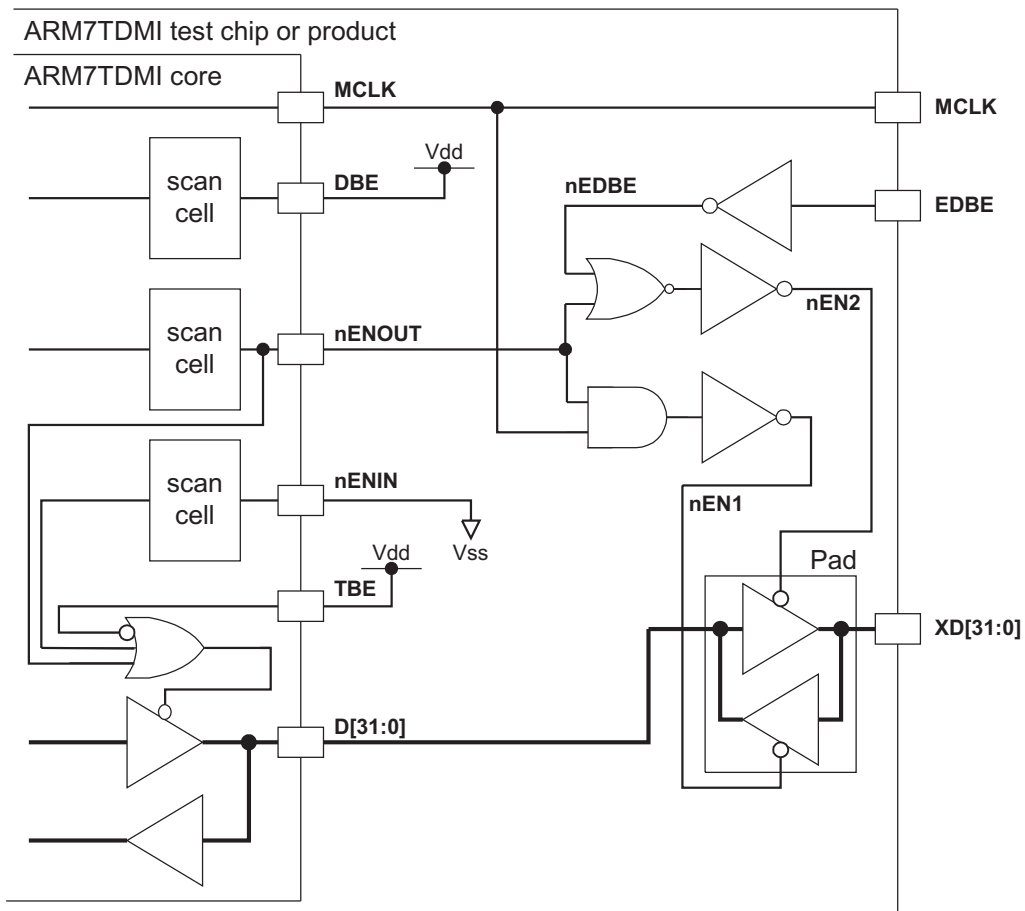 ARM7TDMI test chip or product
ARM7TDMI core
MCLK
MCLK
scan
cell
DBE
Vdd
nEDBE
EDBE
scan
cell
nENOUT
nEN2
scan
cell
nENIN
Vss
nEN1
Vdd
TBE
Pad
XD[31:0]
D[31:0]